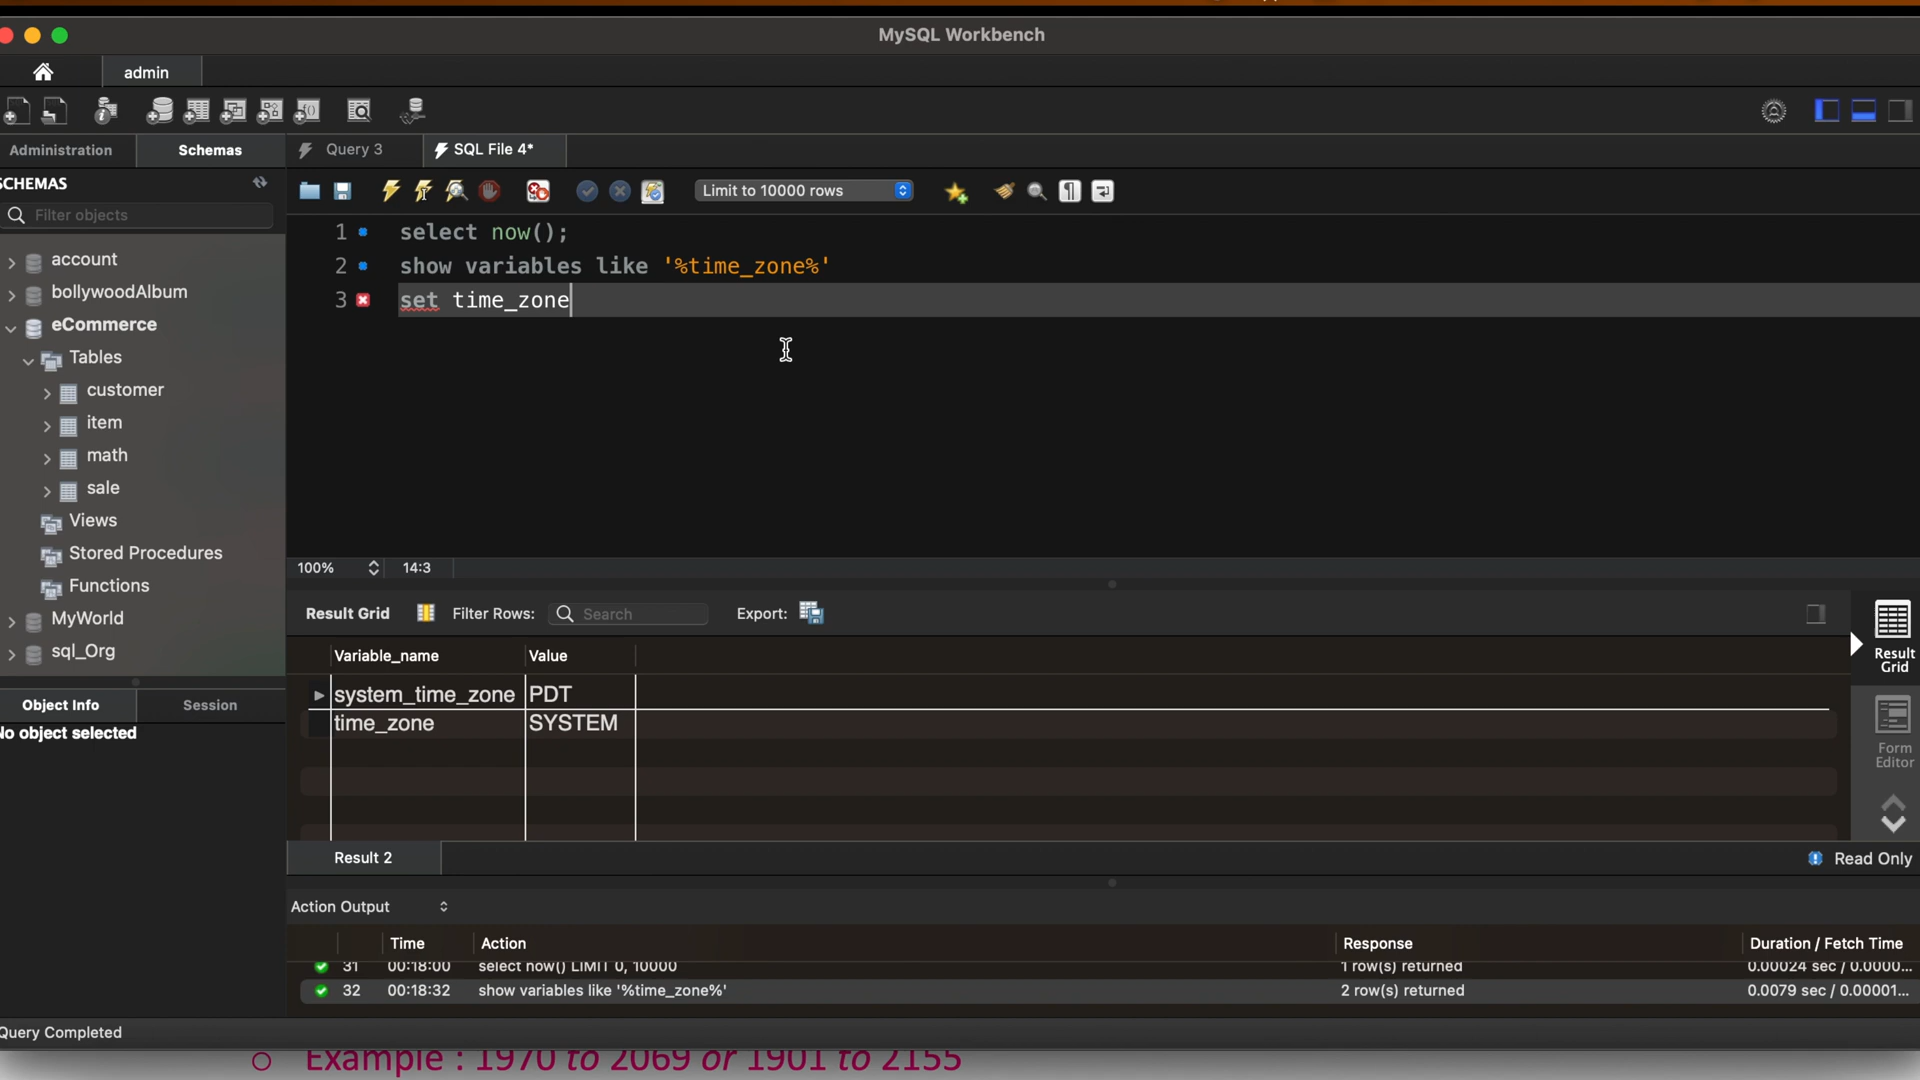 MySQL Workbench
admin
Administration
Schemas
Query 3
SQL File 4*
SCHEMAS
Filter objects
Limit to 10000 rows
1 select now();
2 show variables like '%time_zone%'
3 set time_zone
account
bollywoodAlbum
eCommerce
Tables
customer
item
math
sale
Views
Stored Procedures
Functions
MyWorld
sql_Org
100%
14:3
Result Grid
Filter Rows:
Search
Export:
Variable_name Value
system_time_zone PDT
time_zone SYSTEM
Result Grid
Form Editor
Object Info
Session
No object selected
Result 2
Read Only
Action Output
Time Action Response Duration / Fetch Time
31 00:18:00 select now() LIMIT 0, 10000 1 row(s) returned 0.00024 sec / 0.0000...
32 00:18:32 show variables like '%time_zone%' 2 row(s) returned 0.0079 sec / 0.00001...
Query Completed
Example : 1970 to 2069 or 1901 to 2155